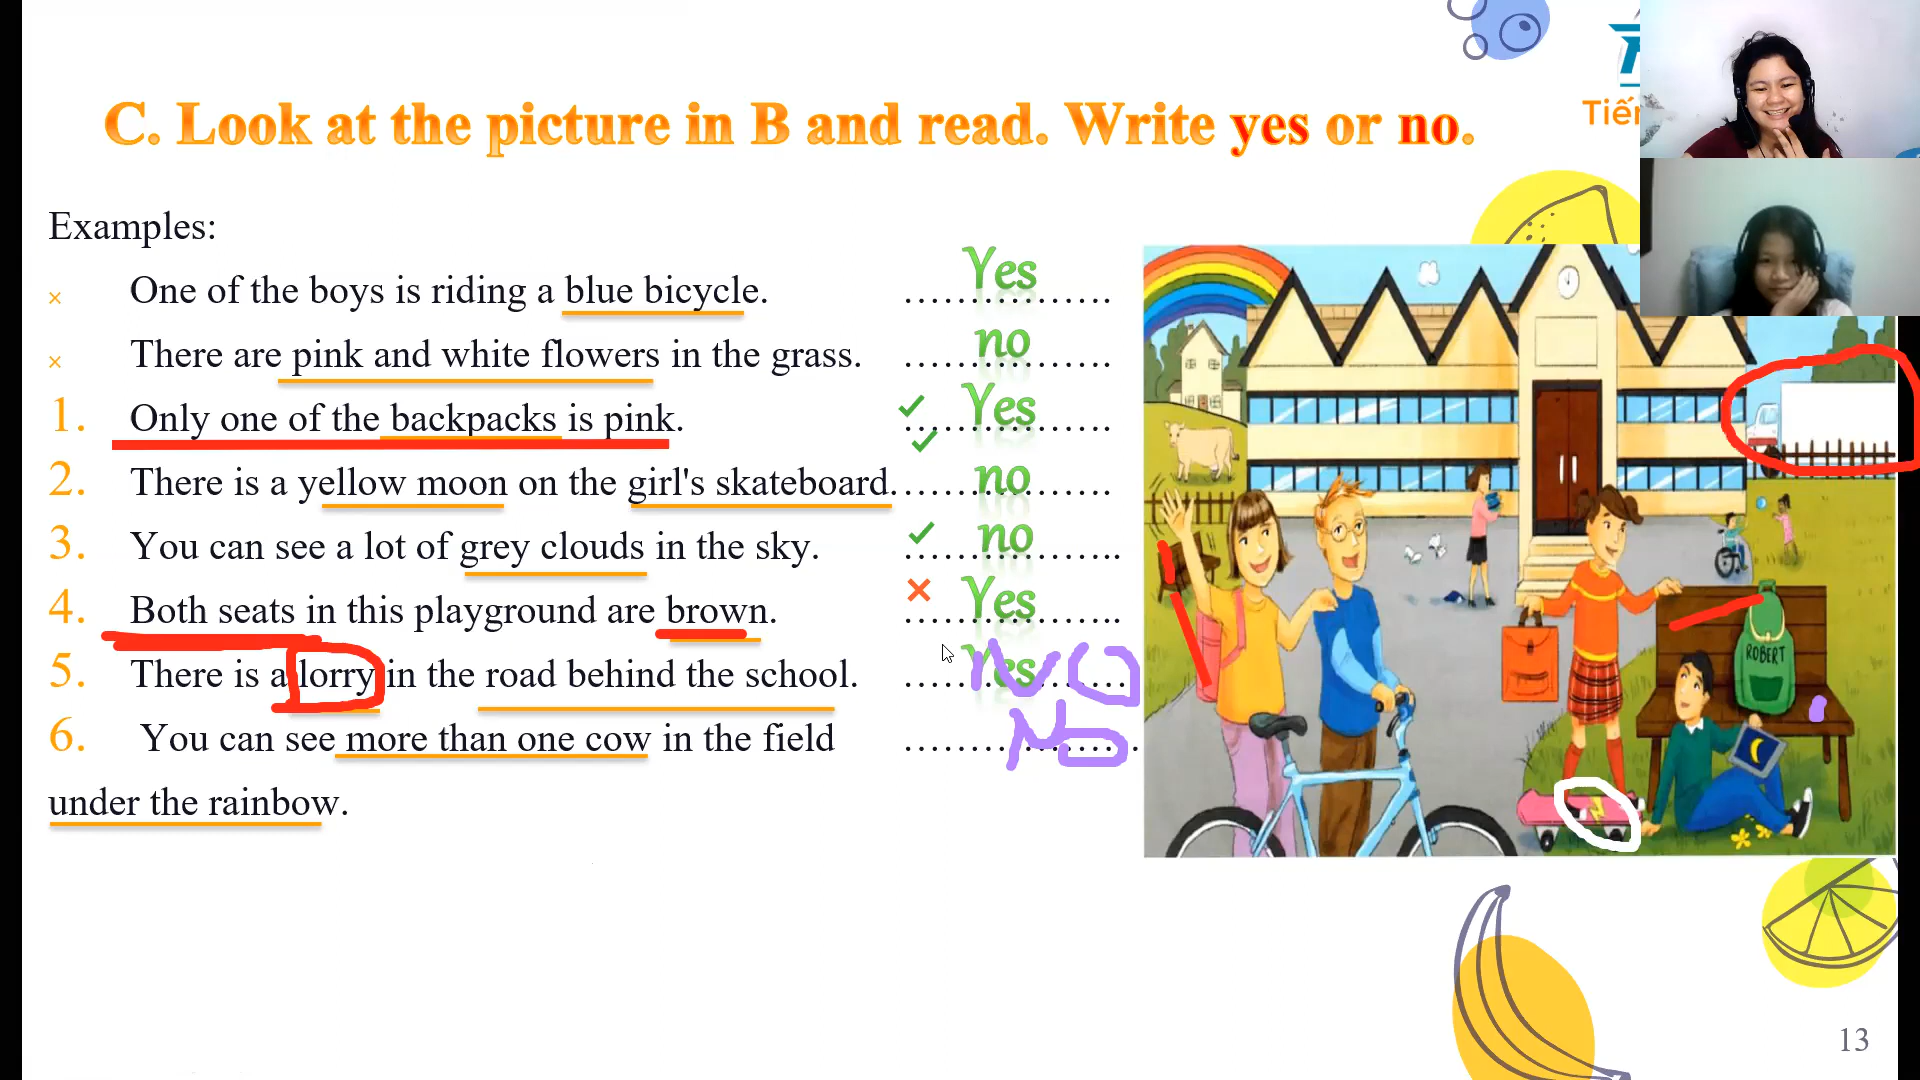 Tiến
C. Look at the picture in B and read. Write yes or no.
Examples:
× One of the boys is riding a blue bicycle. ................ Yes
× There are pink and white flowers in the grass. ................ no
1. Only one of the backpacks is pink. ................ Yes
2. There is a yellow moon on the girl's skateboard. ................ no
3. You can see a lot of grey clouds in the sky. ................ no
4. Both seats in this playground are brown. ................ Yes
5. There is a lorry in the road behind the school. ................ Yes NO
6. You can see more than one cow in the field ................ NO
under the rainbow.
ROBERT
13